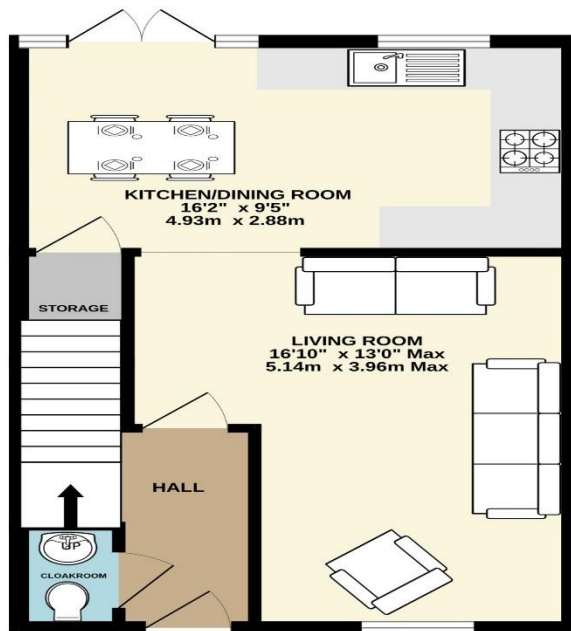 KITCHEN/DINING ROOM
16'2" x 9'5"
4.93m x 2.88m
STORAGE
LIVING ROOM
16'10" x 13'0" Max
5.14m x 3.96m Max
HALL
UP
CLOAKROOM